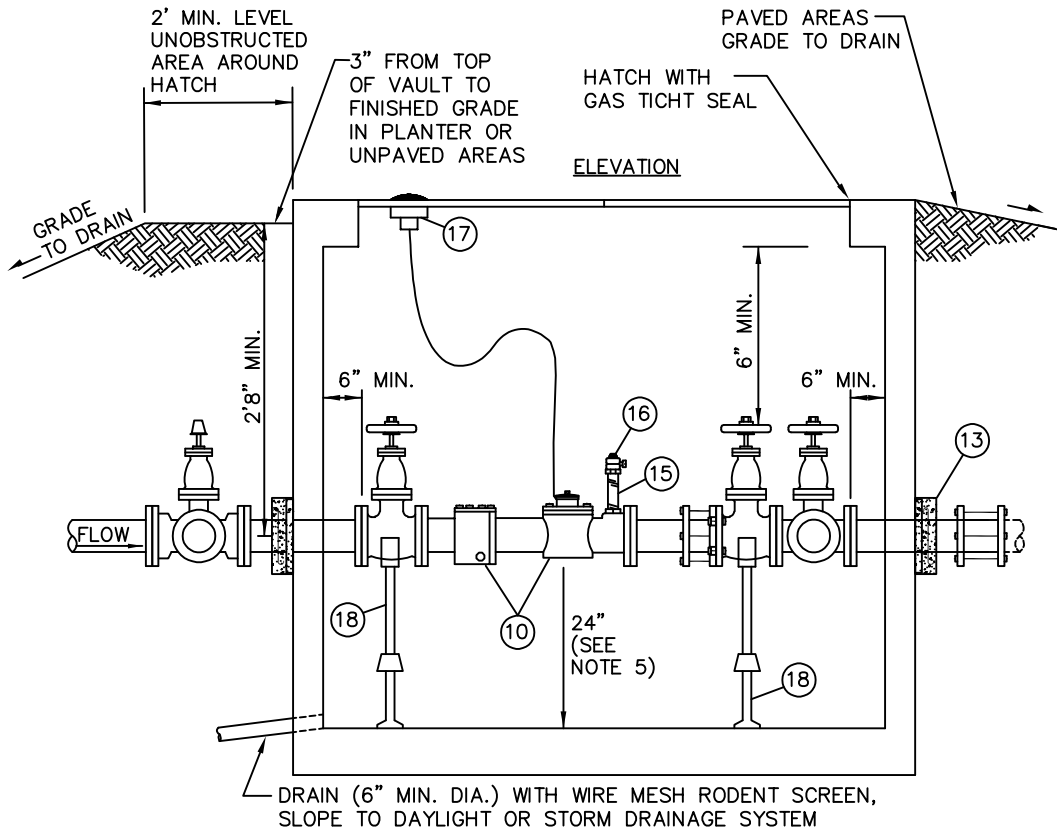 2' MIN. LEVEL
UNOBSTRUCTED
AREA AROUND
HATCH
3" FROM TOP
OF VAULT TO
FINISHED GRADE
IN PLANTER OR
UNPAVED AREAS
PAVED AREAS
GRADE TO DRAIN
HATCH WITH
GAS TICHT SEAL
ELEVATION
GRADE
TO DRAIN
17
2'8" MIN.
6" MIN.
6" MIN.
6" MIN.
16
15
13
FLOW
18
10
24"
(SEE
NOTE 5)
18
DRAIN (6" MIN. DIA.) WITH WIRE MESH RODENT SCREEN,
SLOPE TO DAYLIGHT OR STORM DRAINAGE SYSTEM